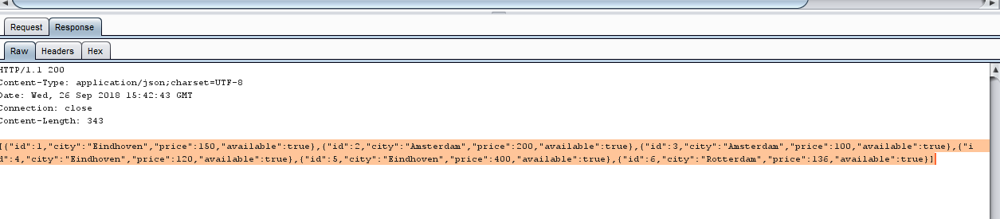 Request Response
Raw Headers Hex
HTTP/1.1 200
Content-Type: application/json;charset=UTF-8
Date: Wed, 26 Sep 2018 15:42:43 GMT
Connection: close
Content-Length: 343
[{"id":1,"city":"Eindhoven","price":150,"available":true},{"id":2,"city":"Amsterdam","price":200,"available":true},{"id":3,"city":"Amsterdam","price":100,"available":true},{"i
d":4,"city":"Eindhoven","price":120,"available":true},{"id":5,"city":"Eindhoven","price":400,"available":true},{"id":6,"city":"Rotterdam","price":136,"available":true}]